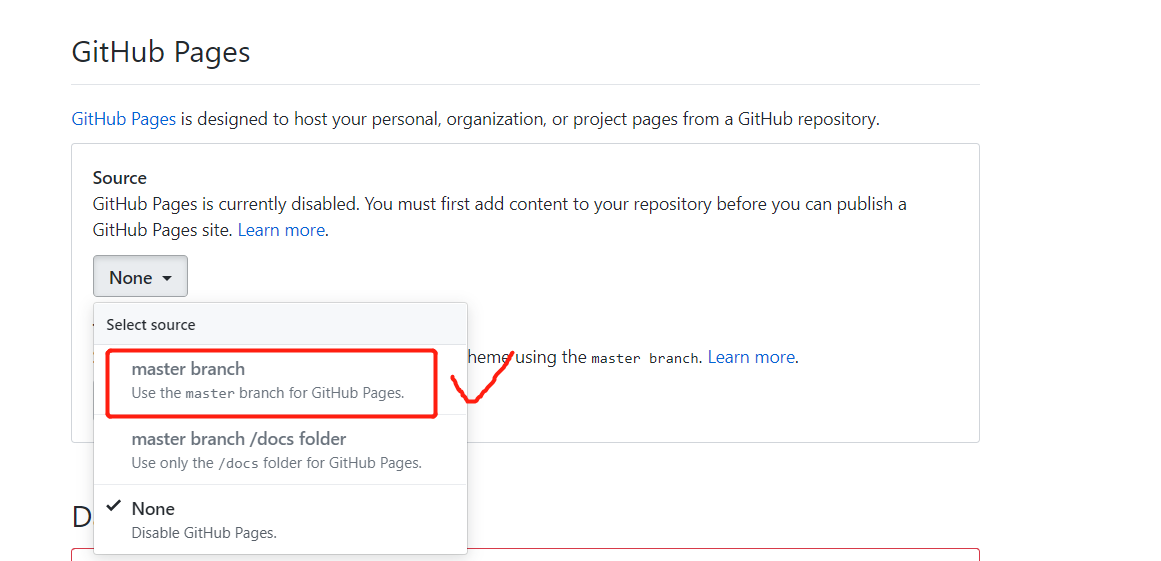 GitHub Pages
GitHub Pages is designed to host your personal, organization, or project pages from a GitHub repository.
Source
GitHub Pages is currently disabled. You must first add content to your repository before you can publish a
GitHub Pages site. Learn more.
None
Select source
using the master branch. Learn more.
master branch
Use the master branch for GitHub Pages.
master branch /docs folder
Use only the /docs folder for GitHub Pages.
None
Disable GitHub Pages.